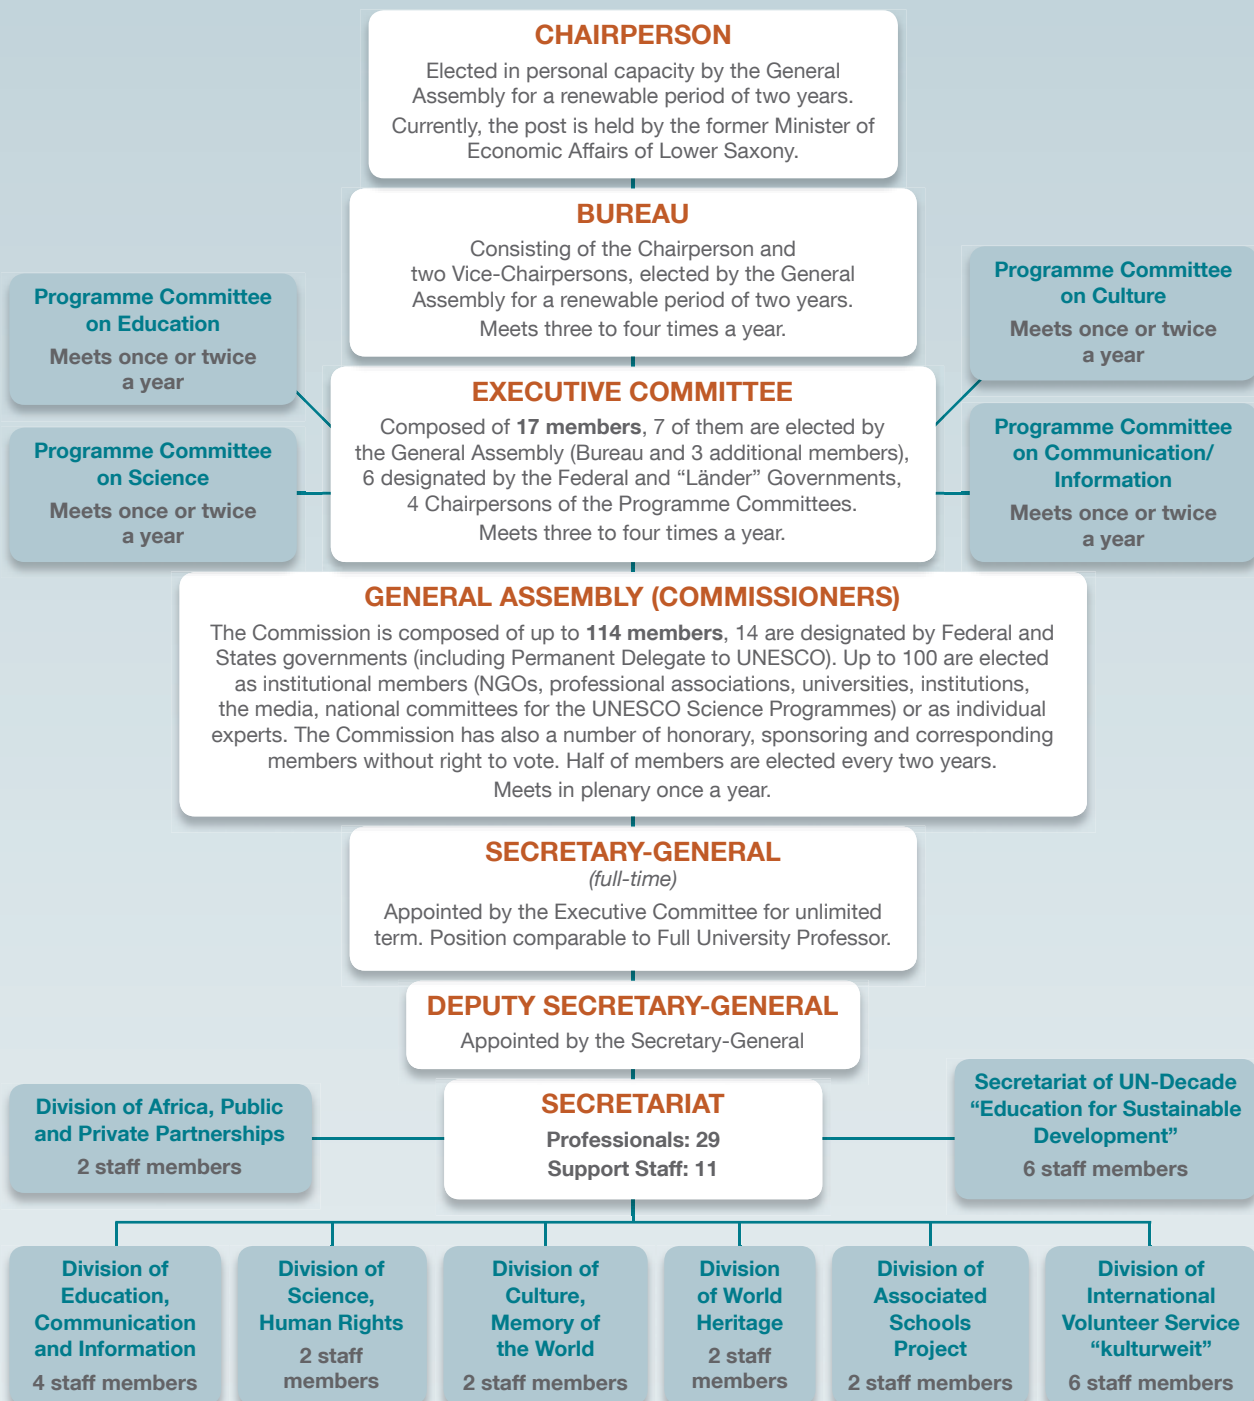 CHAIRPERSON
Elected in personal capacity by the General
Assembly for a renewable period of two years.
Currently, the post is held by the former Minister of
Economic Affairs of Lower Saxony.
BUREAU
Consisting of the Chairperson and
two Vice-Chairpersons, elected by the General
Assembly for a renewable period of two years.
Meets three to four times a year.
Programme Committee
on Education
Meets once or twice
a year
Programme Committee
on Culture
Meets once or twice
a year
EXECUTIVE COMMITTEE
Composed of 17 members, 7 of them are elected by
the General Assembly (Bureau and 3 additional members),
6 designated by the Federal and “Länder” Governments,
4 Chairpersons of the Programme Committees.
Meets three to four times a year.
Programme Committee
on Science
Meets once or twice
a year
Programme Committee
on Communication/
Information
Meets once or twice
a year
GENERAL ASSEMBLY (COMMISSIONERS)
The Commission is composed of up to 114 members, 14 are designated by Federal and
States governments (including Permanent Delegate to UNESCO). Up to 100 are elected
as institutional members (NGOs, professional associations, universities, institutions,
the media, national committees for the UNESCO Science Programmes) or as individual
experts. The Commission has also a number of honorary, sponsoring and corresponding
members without right to vote. Half of members are elected every two years.
Meets in plenary once a year.
SECRETARY-GENERAL
(full-time)
Appointed by the Executive Committee for unlimited
term. Position comparable to Full University Professor.
DEPUTY SECRETARY-GENERAL
Appointed by the Secretary-General
Division of Africa, Public
and Private Partnerships
2 staff members
SECRETARIAT
Professionals: 29
Support Staff: 11
Secretariat of UN-Decade
“Education for Sustainable
Development”
6 staff members
Division of
Education,
Communication
and Information
4 staff members
Division of
Science,
Human Rights
2 staff
members
Division of
Culture,
Memory of
the World
2 staff members
Division
of World
Heritage
2 staff
members
Division of
Associated
Schools
Project
2 staff members
Division of
International
Volunteer Service
“kulturweit”
6 staff members